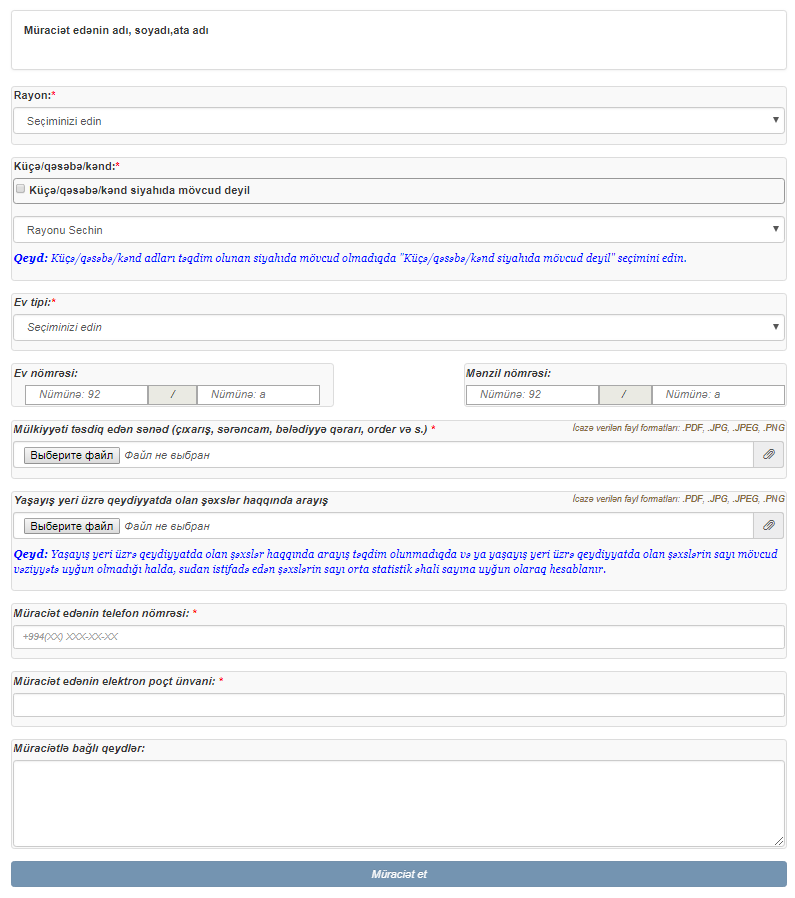 Müraciət edənin adı, soyadı,ata adı
Rayon:*
Seçiminizi edin
Küçə/qəsəbə/kənd:*
Küçə/qəsəbə/kənd siyahıda mövcud deyil
Rayonu Sechin
Qeyd: Küçə/qəsəbə/kənd adları təqdim olunan siyahıda mövcud olmadıqda "Küçə/qəsəbə/kənd siyahıda mövcud deyil" seçimini edin.
Ev tipi:*
Seçiminizi edin
Ev nömrəsi:
Nümünə: 92 / Nümünə: a
Mənzil nömrəsi:
Nümünə: 92 / Nümünə: a
Mülkiyyəti təsdiq edən sənəd (çıxarış, sərəncam, bələdiyyə qərarı, order və s.) *
İcazə verilən fayl formatları: .PDF, .JPG, .JPEG, .PNG
Выберите файл Файл не выбран
Yaşayış yeri üzrə qeydiyyatda olan şəxslər haqqında arayış
İcazə verilən fayl formatları: .PDF, .JPG, .JPEG, .PNG
Выберите файл Файл не выбран
Qeyd: Yaşayış yeri üzrə qeydiyyatda olan şəxslər haqqında arayış təqdim olunmadıqda və ya yaşayış yeri üzrə qeydiyyatda olan şəxslərin sayı mövcud
vəziyyətə uyğun olmadığı halda, sudan istifadə edən şəxslərin sayı orta statistik əhali sayına uyğun olaraq hesablanır.
Müraciət edənin telefon nömrəsi: *
+994(XX) XXX-XX-XX
Müraciət edənin elektron poçt ünvani: *
Müraciətlə bağlı qeydlər:
Müraciət et